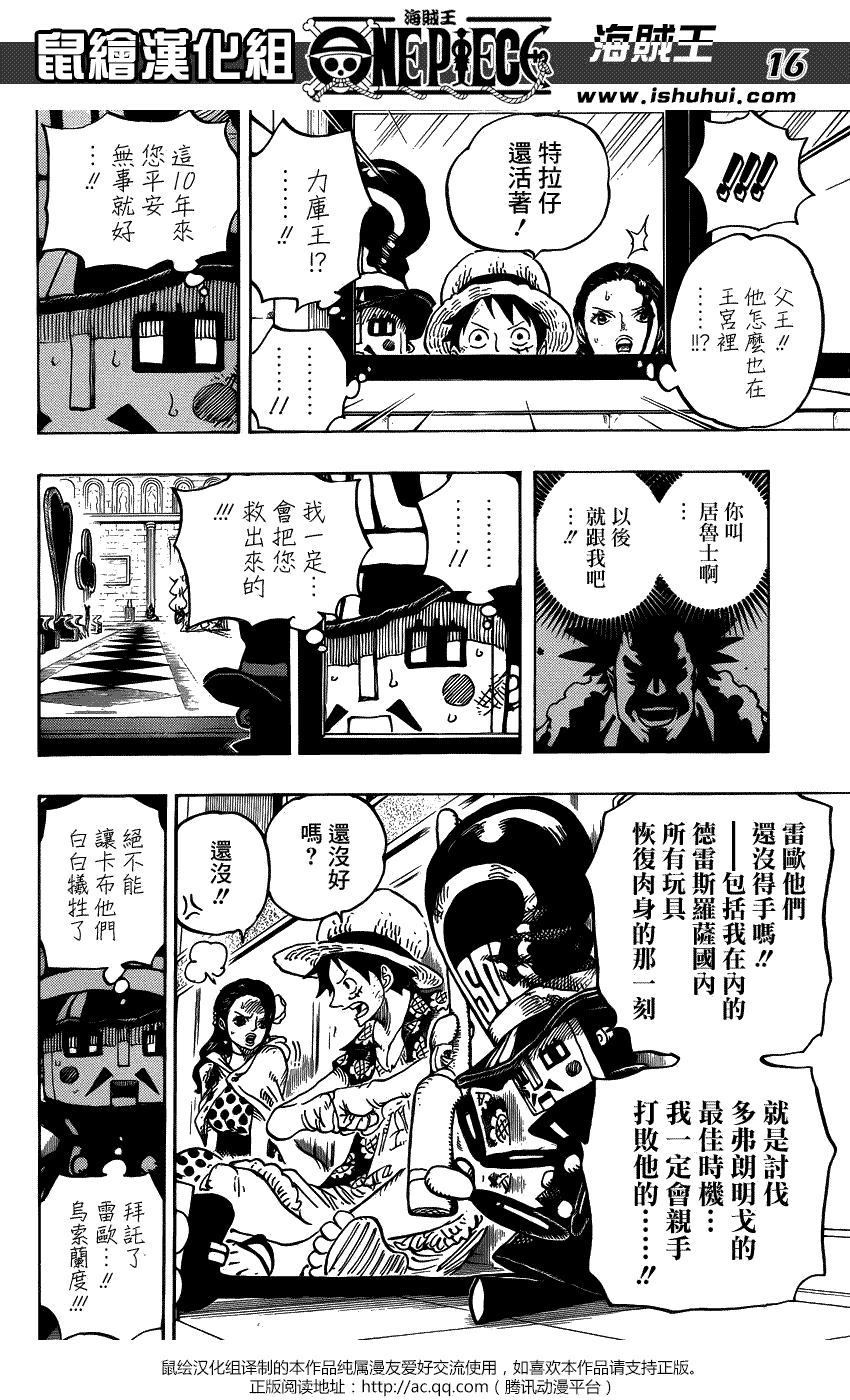 鼠繪漢化組
海賊王
ONE PIECE
海賊王
16
www.ishuhui.com
!!!
父王!!
他怎麼也在
王宮裡
……!!?
特拉仔
還活著!
力庫王!?
……!!
……!!
這10年來
您平安
無事就好
…!!
你叫
居魯士啊
…
以後
就跟我吧
…!!
……
……!!
我一定…
會把您
救出來的
!!!
雷歐他們
還沒得手嗎!!
——包括我在內的
德雷斯羅薩國內
所有玩具
恢復肉身的那一刻
就是討伐
多弗朗明戈的
最佳時機…
我一定會親手
打敗他的……!!
還沒好
嗎?
還沒!!
絕不能
讓卡布他們
白白犧牲了
拜託了
雷歐…!!
烏索蘭度!!!
鼠绘汉化组译制的本作品纯属漫友爱好交流使用，如喜欢本作品请支持正版。
正版阅读地址：http://ac.qq.com（腾讯动漫平台）